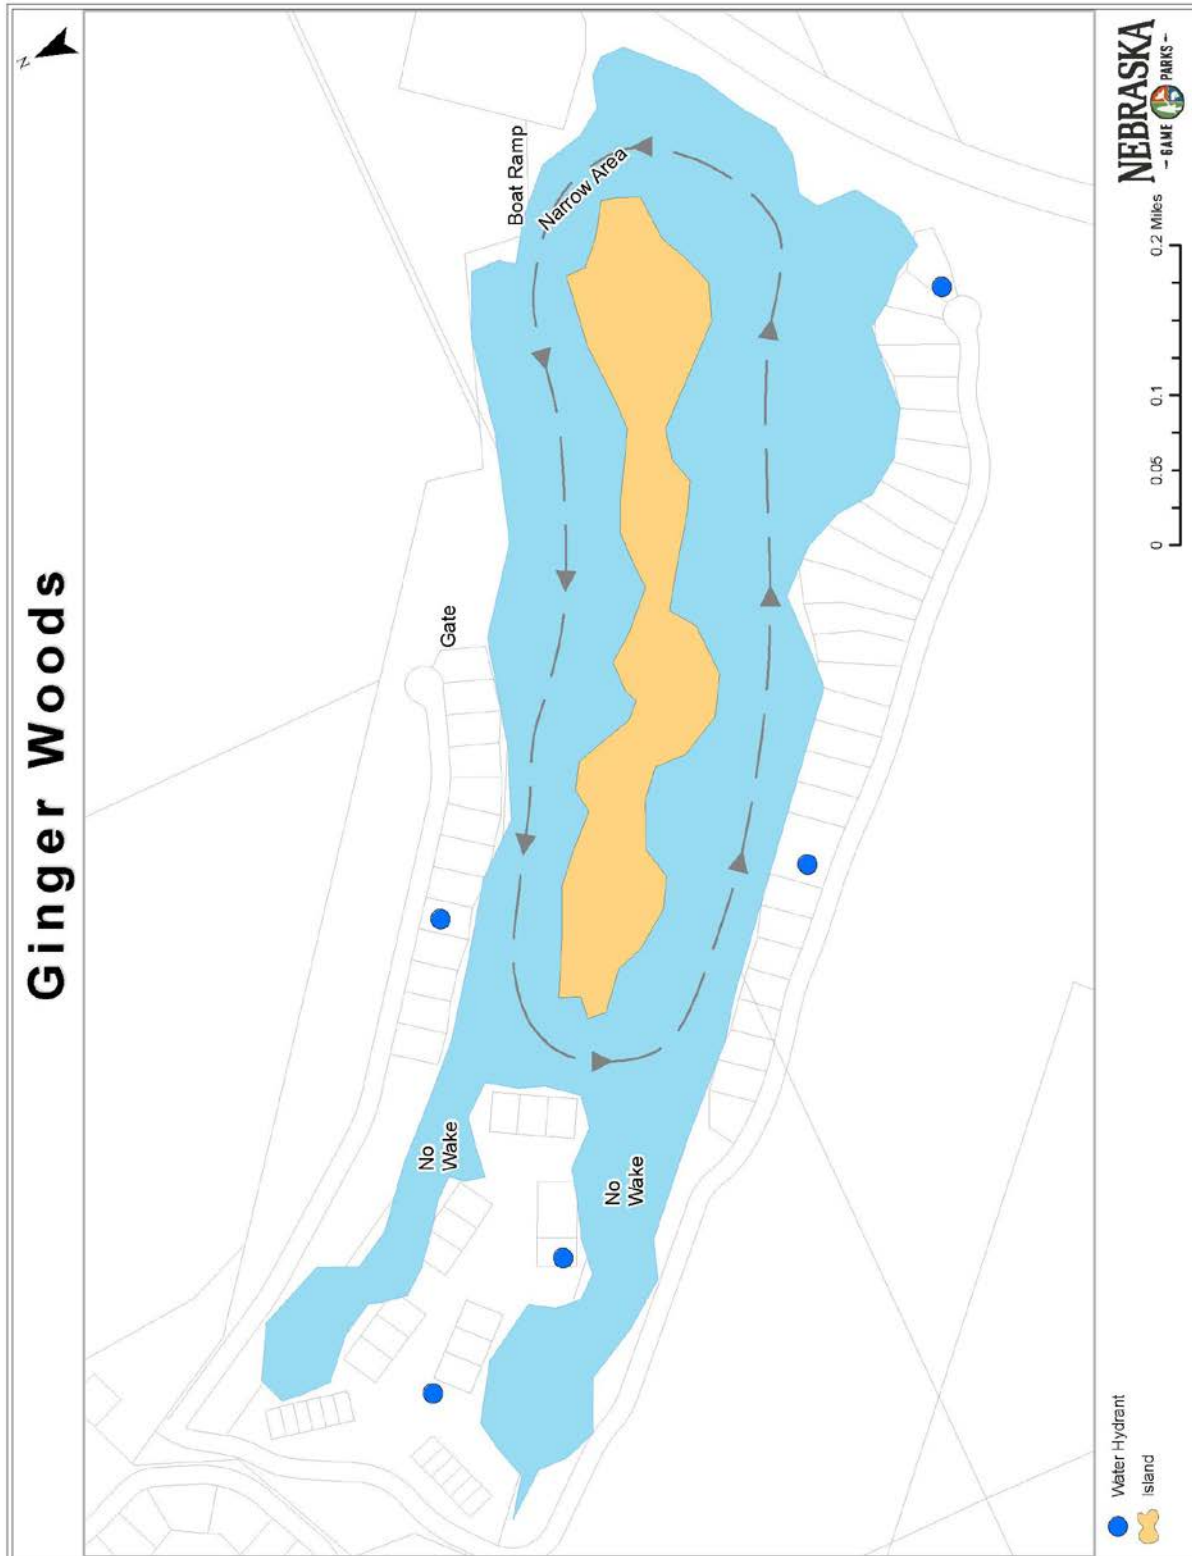 Ginger Woods
N
Boat Ramp
Narrow Area
Gate
No
Wake
No
Wake
Water Hydrant
Island
0
0.05
0.1
0.2 Miles
NEBRASKA
- GAME PARKS -